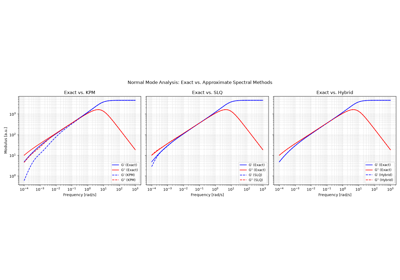 Normal Mode Analysis: Exact vs. Approximate Spectral Methods
Exact vs. KPM
Exact vs. SLQ
Exact vs. Hybrid
Modulus (a.u.)
G' (Exact)
G'' (Exact)
G' (KPM)
G'' (KPM)
G' (Exact)
G'' (Exact)
G' (SLQ)
G'' (SLQ)
G' (Exact)
G'' (Exact)
G' (Hybrid)
G'' (Hybrid)
Frequency (rad/s)
Frequency (rad/s)
Frequency (rad/s)